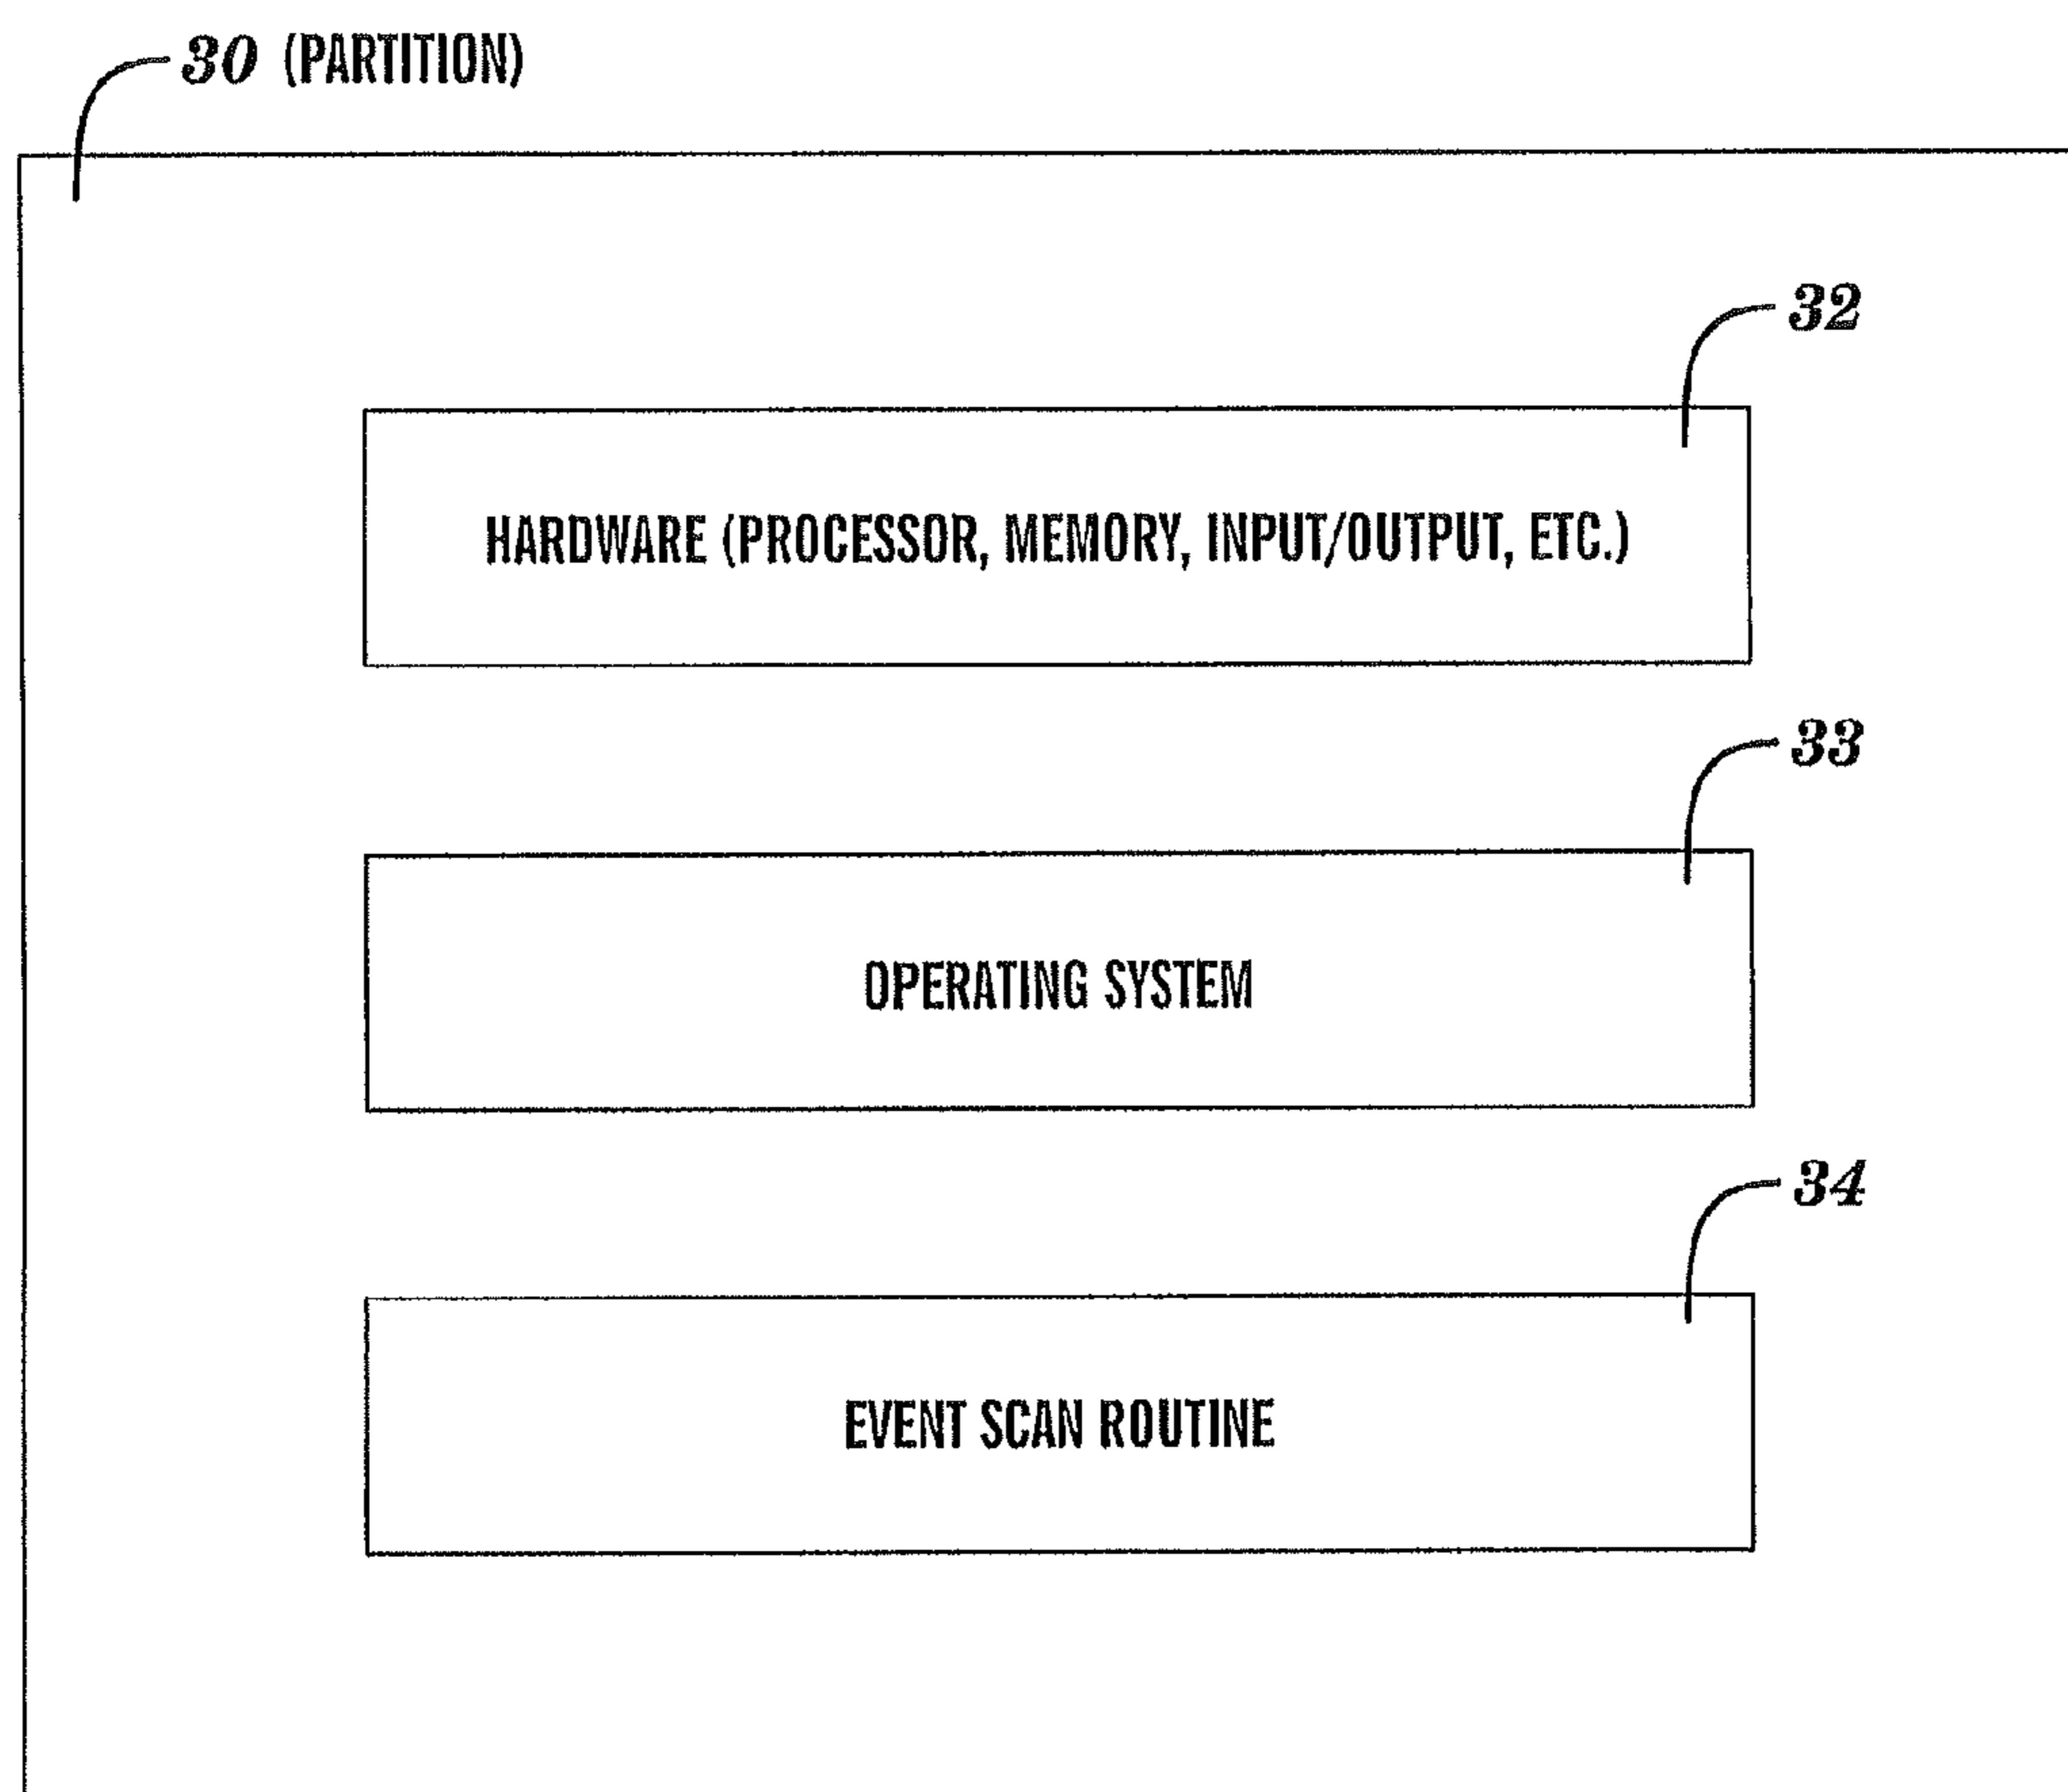 30 (PARTITION)
32
HARDWARE (PROCESSOR, MEMORY, INPUT/OUTPUT, ETC.)
33
OPERATING SYSTEM
34
EVENT SCAN ROUTINE